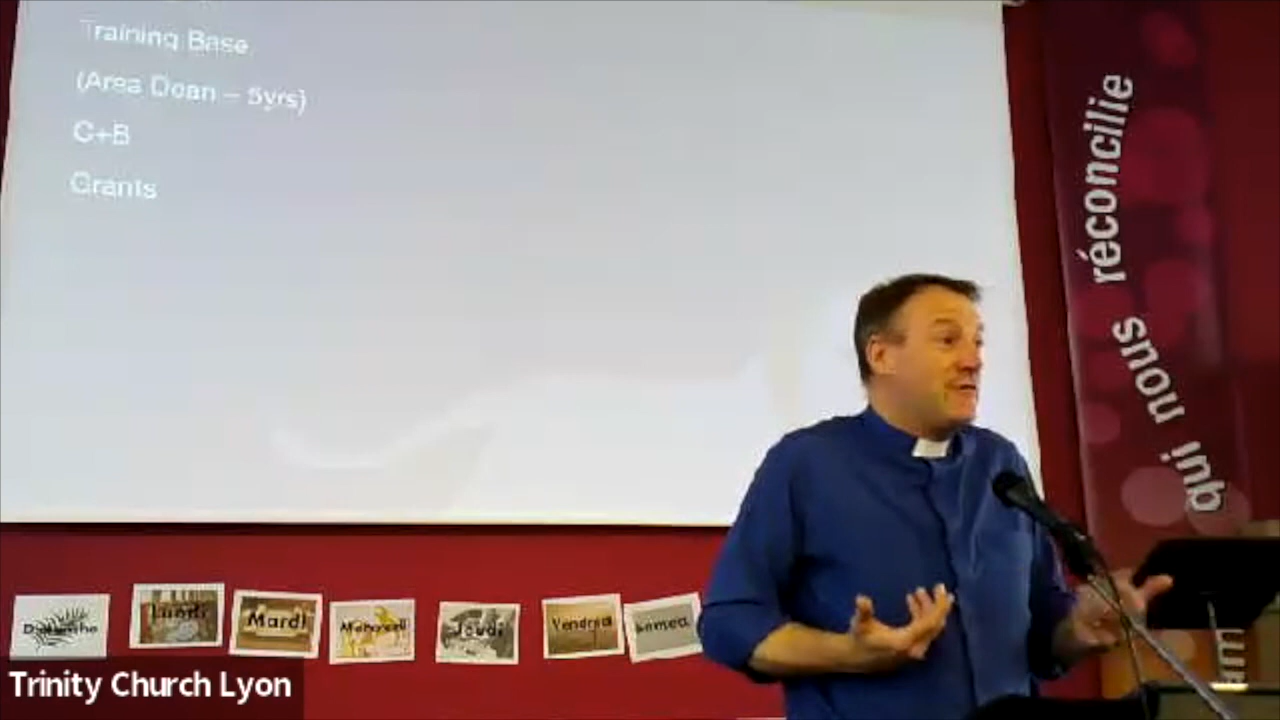 Training Base
(Area Dean – 5yrs)
C+B
Grants
réconcilie
nous
qui
Dimanche
Lundi
Mardi
Mercredi
Jeudi
Vendredi
Samedi
Trinity Church Lyon